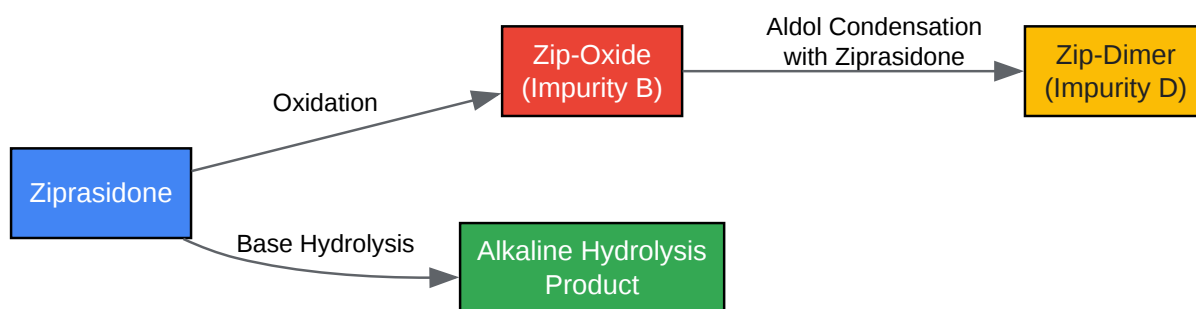 Ziprasidone
Oxidation
Zip-Oxide
(Impurity B)
Aldol Condensation
with Ziprasidone
Zip-Dimer
(Impurity D)
Base Hydrolysis
Alkaline Hydrolysis
Product